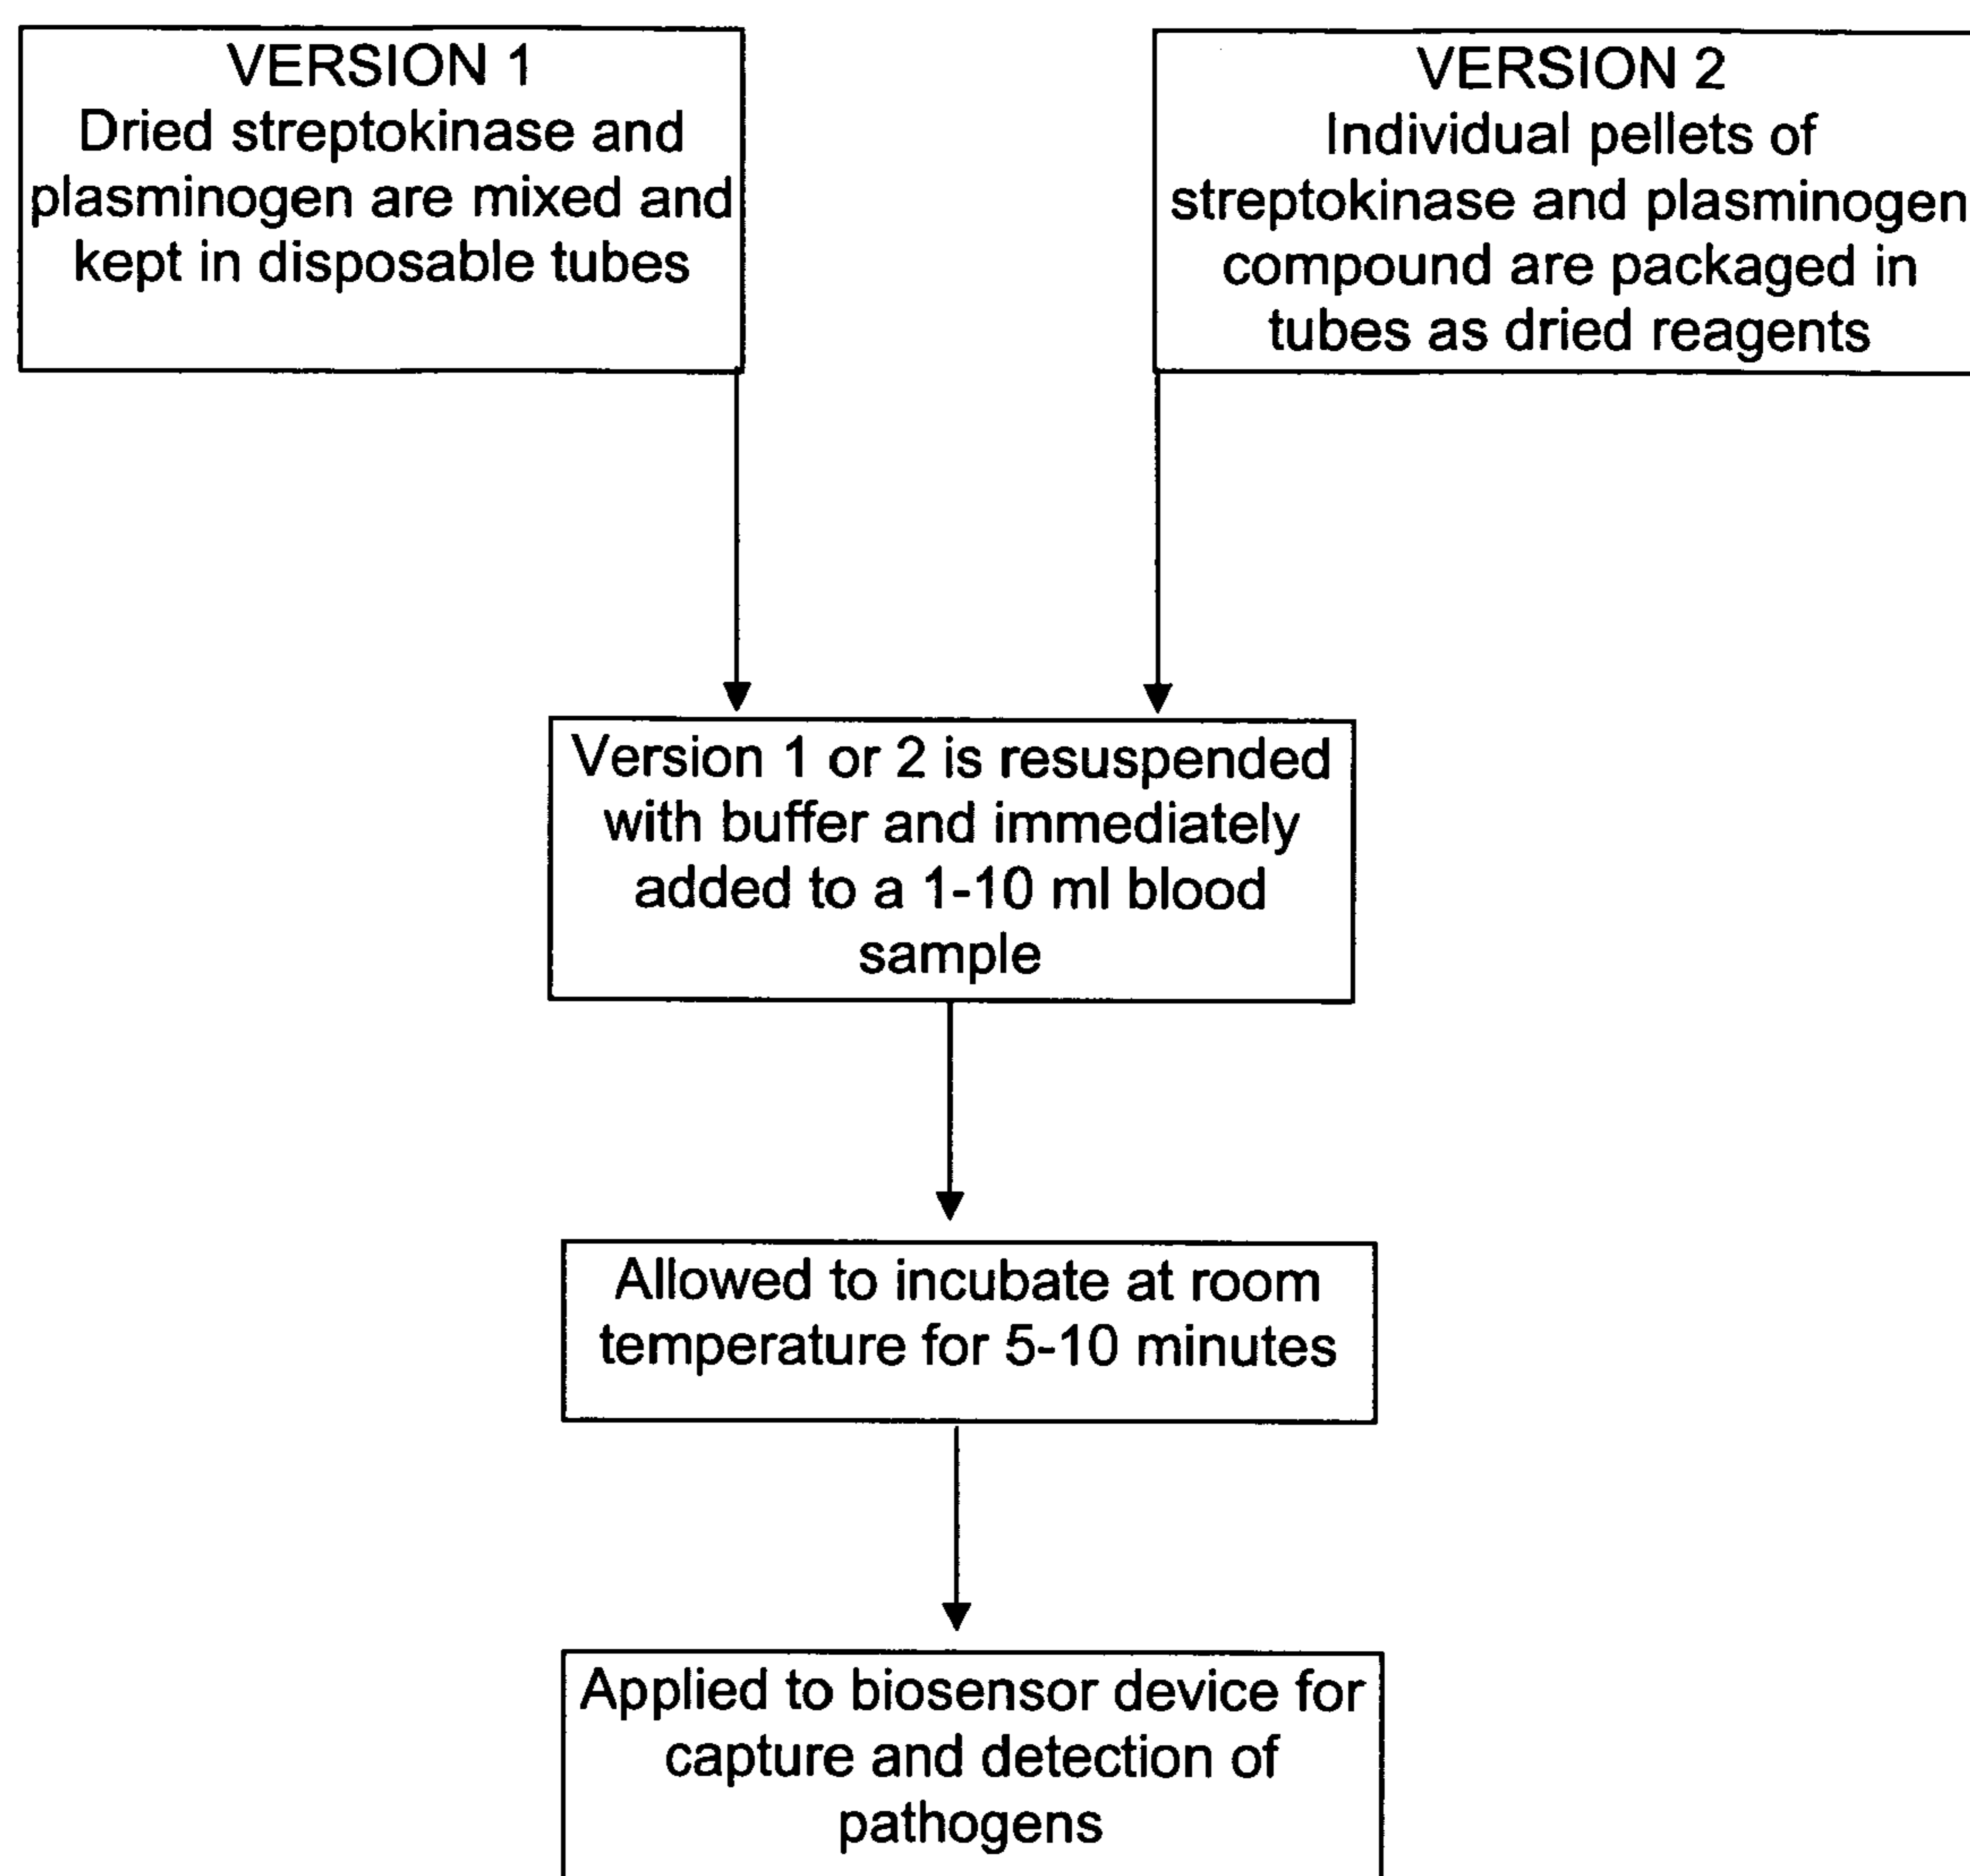 VERSION 1
Dried streptokinase and
plasminogen are mixed and
kept in disposable tubes
VERSION 2
Individual pellets of
streptokinase and plasminogen
compound are packaged in
tubes as dried reagents
Version 1 or 2 is resuspended
with buffer and immediately
added to a 1-10 ml blood
sample
Allowed to incubate at room
temperature for 5-10 minutes
Applied to biosensor device for
capture and detection of
pathogens